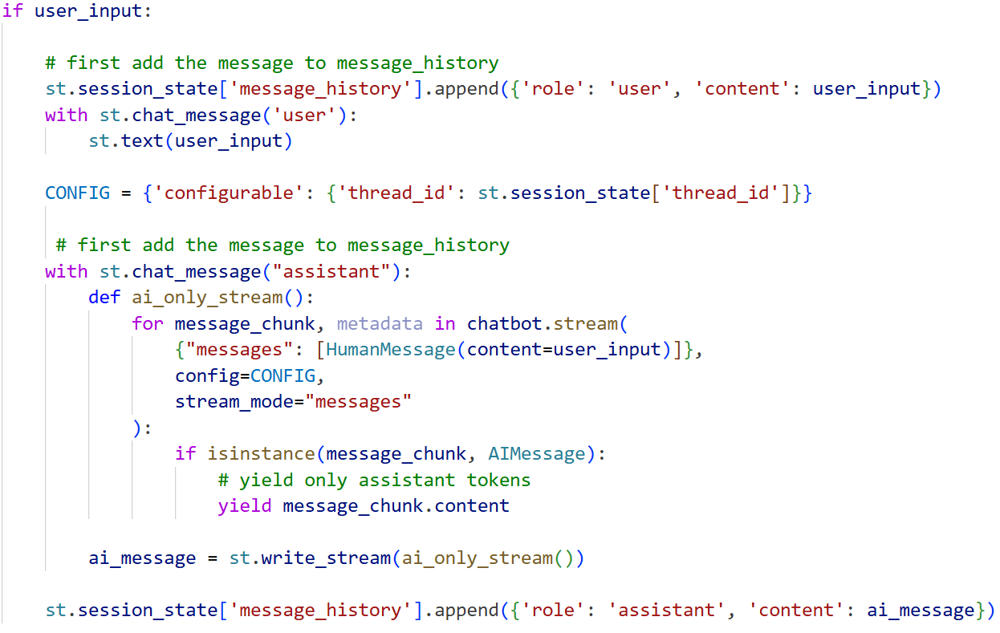 if user_input:
# first add the message to message_history
st.session_state['message_history'].append({'role': 'user', 'content': user_input})
with st.chat_message('user'):
st.text(user_input)
CONFIG = {'configurable': {'thread_id': st.session_state['thread_id']}}
# first add the message to message_history
with st.chat_message("assistant"):
def ai_only_stream():
for message_chunk, metadata in chatbot.stream(
{"messages": [HumanMessage(content=user_input)]},
config=CONFIG,
stream_mode="messages"
):
if isinstance(message_chunk, AIMessage):
# yield only assistant tokens
yield message_chunk.content
ai_message = st.write_stream(ai_only_stream())
st.session_state['message_history'].append({'role': 'assistant', 'content': ai_message})